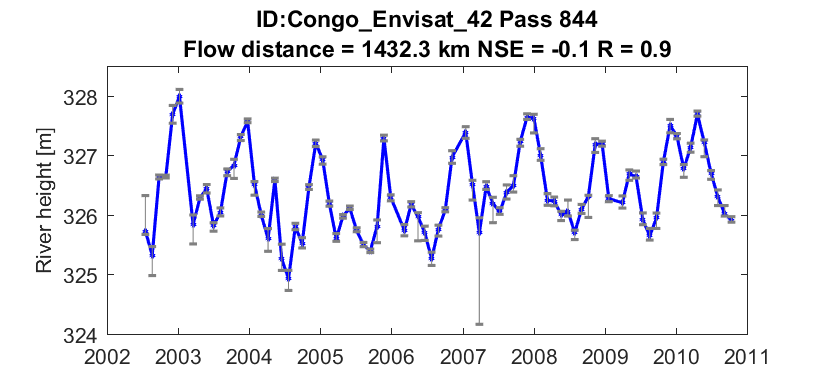 ID:Congo_Envisat_42 Pass 844
Flow distance = 1432.3 km NSE = -0.1 R = 0.9
River height [m]
328
327
326
325
324
2002 2003 2004 2005 2006 2007 2008 2009 2010 2011